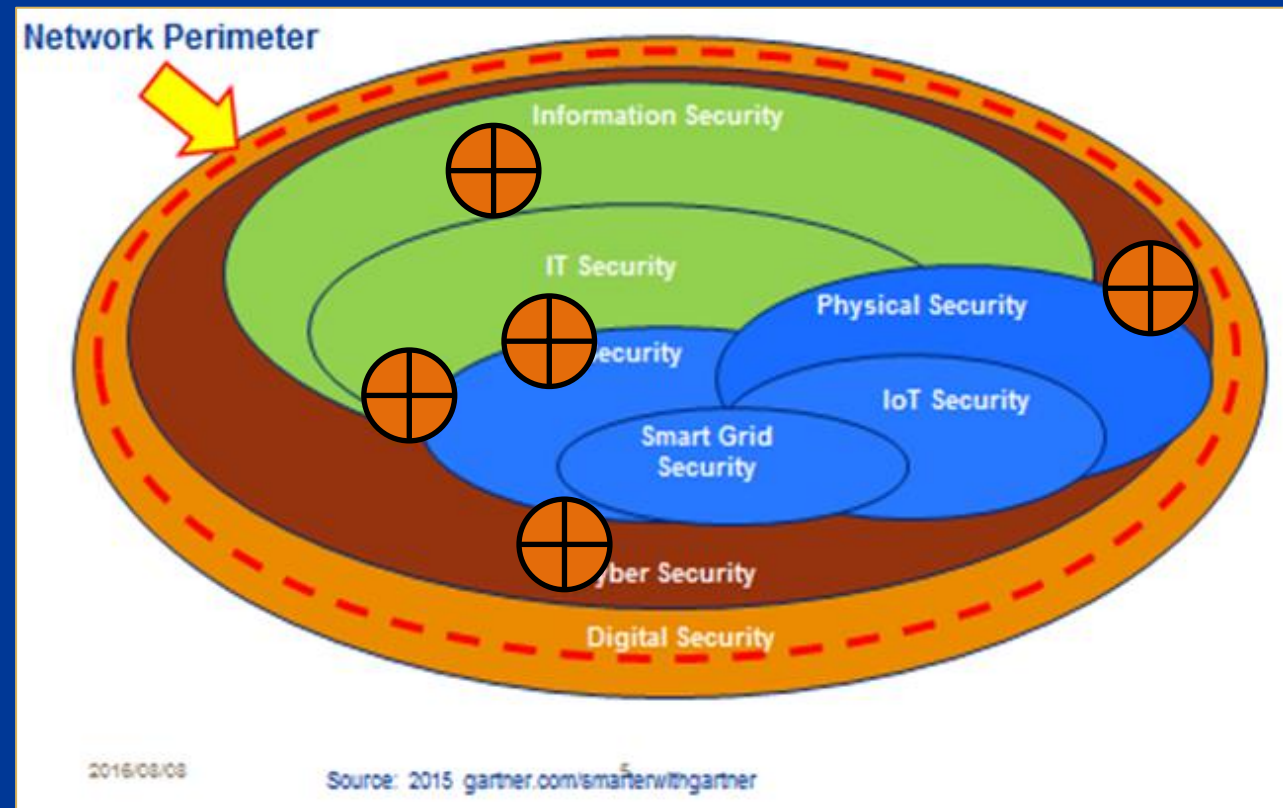 Network Perimeter
Information Security
IT Security
Physical Security
ecurity
IoT Security
Smart Grid
Security
yber Security
Digital Security
2016/08/08
5
Source: 2015 gartner.com/smarterwithgartner